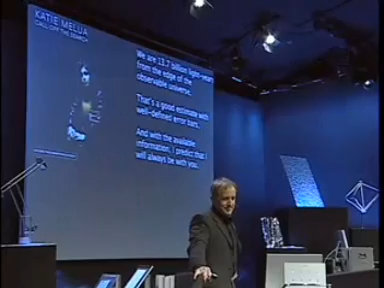 KATIE MELUA
CALL OFF THE SEARCH
We are 13.7 billion light-years
from the edge of the
observable universe.
That's a good estimate with
well-defined error bars.
And with the available
information, I predict that I
will always be with you.